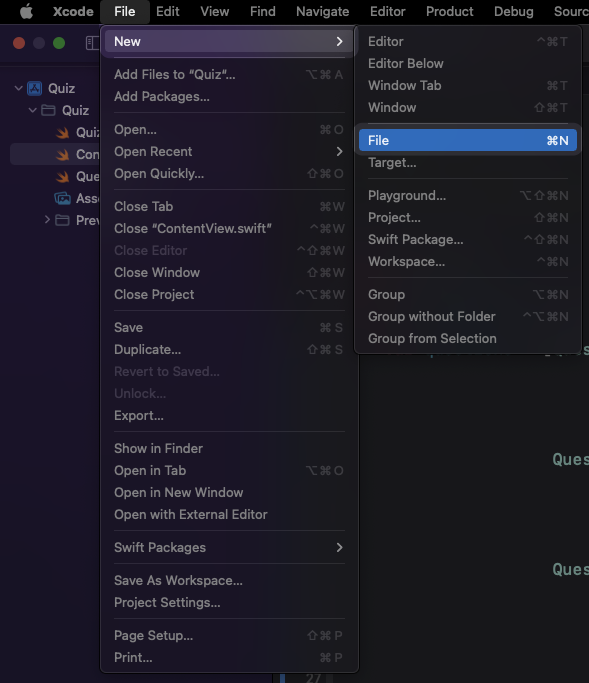 Xcode File Edit View Find Navigate Editor Product Debug
New
Add Files to “Quiz”... ⌥⌘A
Add Packages...
Open... ⌘O
Open Recent
Open Quickly... ⇧⌘O
Close Tab ⌘W
Close “ContentView.swift” ^⌘W
Close Editor ^⇧⌘W
Close Window ⇧⌘W
Close Project ^⌥⌘W
Save ⌘S
Duplicate... ⇧⌘S
Revert to Saved...
Unlock...
Export...
Show in Finder
Open in Tab ⌥⌘O
Open in New Window
Open with External Editor
Swift Packages
Save As Workspace...
Project Settings...
Page Setup... ⇧⌘P
Print... ⌘P
Editor ^⌘T
Editor Below
Window Tab ⌘T
Window ⇧⌘T
File ⌘N
Target...
Playground... ⌥⇧⌘N
Project... ⇧⌘N
Swift Package... ^⇧⌘N
Workspace... ^⌘N
Group ⌥⌘N
Group without Folder ^⌥⌘N
Group from Selection
Quiz
Quiz
Qui
Con
Que
Ass
Prev
Ques
Ques
Ques
27